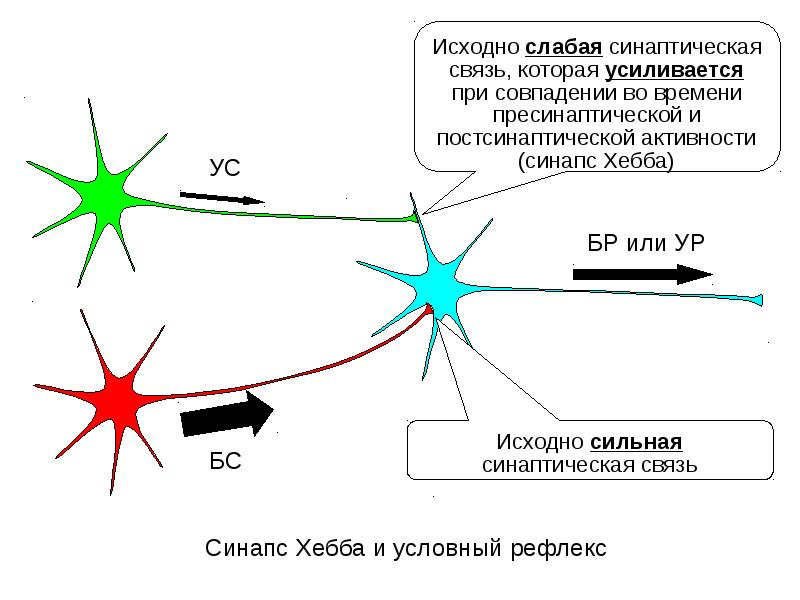 Исходно слабая синаптическая
связь, которая усиливается
при совпадении во времени
пресинаптической и
постсинаптической активности
(синапс Хебба)
УС
БР или УР
БС
Исходно сильная
синаптическая связь
Синапс Хебба и условный рефлекс